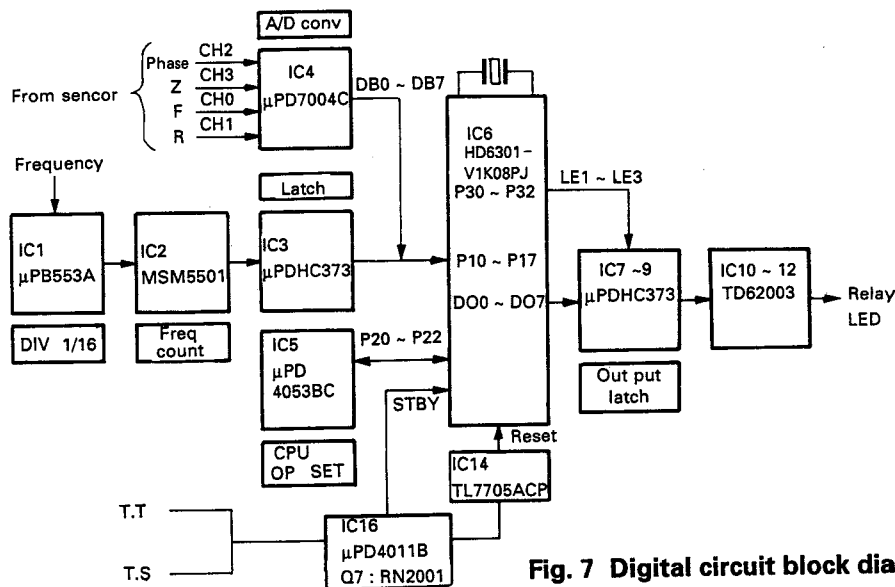 A/D conv
From sencor
Phase
CH2
Z
CH3
F
CH0
R
CH1
IC4
μPD7004C
DB0 ~ DB7
Frequency
IC1
μPB553A
DIV 1/16
IC2
MSM5501
Freq
count
Latch
IC3
μPDHC373
IC5
μPD
4053BC
P20 ~ P22
CPU
OP SET
STBY
IC6
HD6301-
V1K08PJ
P30 ~ P32
P10 ~ P17
DO0 ~ DO7
LE1 ~ LE3
IC7 ~9
μPDHC373
Out put
latch
IC10 ~ 12
TD62003
Relay
LED
Reset
IC14
TL7705ACP
T.T
T.S
IC16
μPD4011B
Q7 : RN2001
Fig. 7 Digital circuit block dia